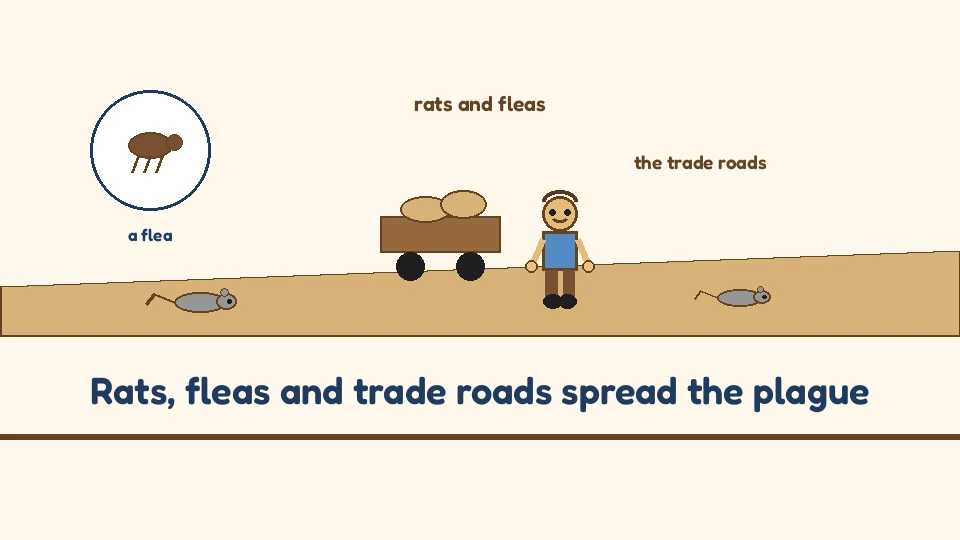 rats and fleas
the trade roads
a flea
Rats, fleas and trade roads spread the plague